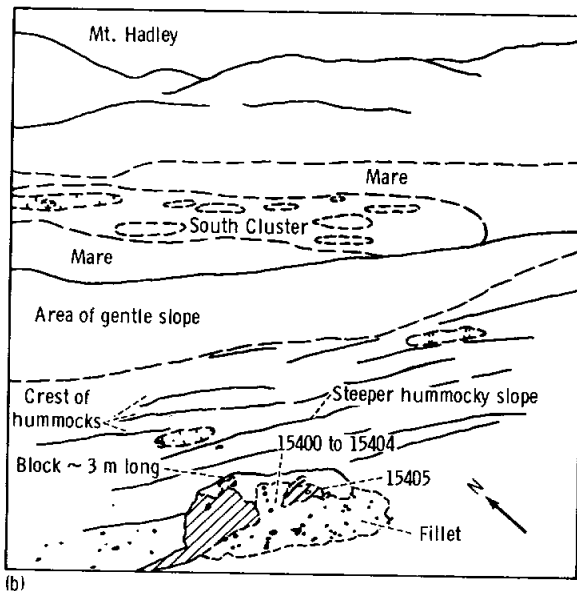 Mt. Hadley
Mare
South Cluster
Mare
Area of gentle slope
Crest of
hummocks
Steeper hummocky slope
15400 to 15404
Block ~ 3 m long
15405
N
Fillet
(b)